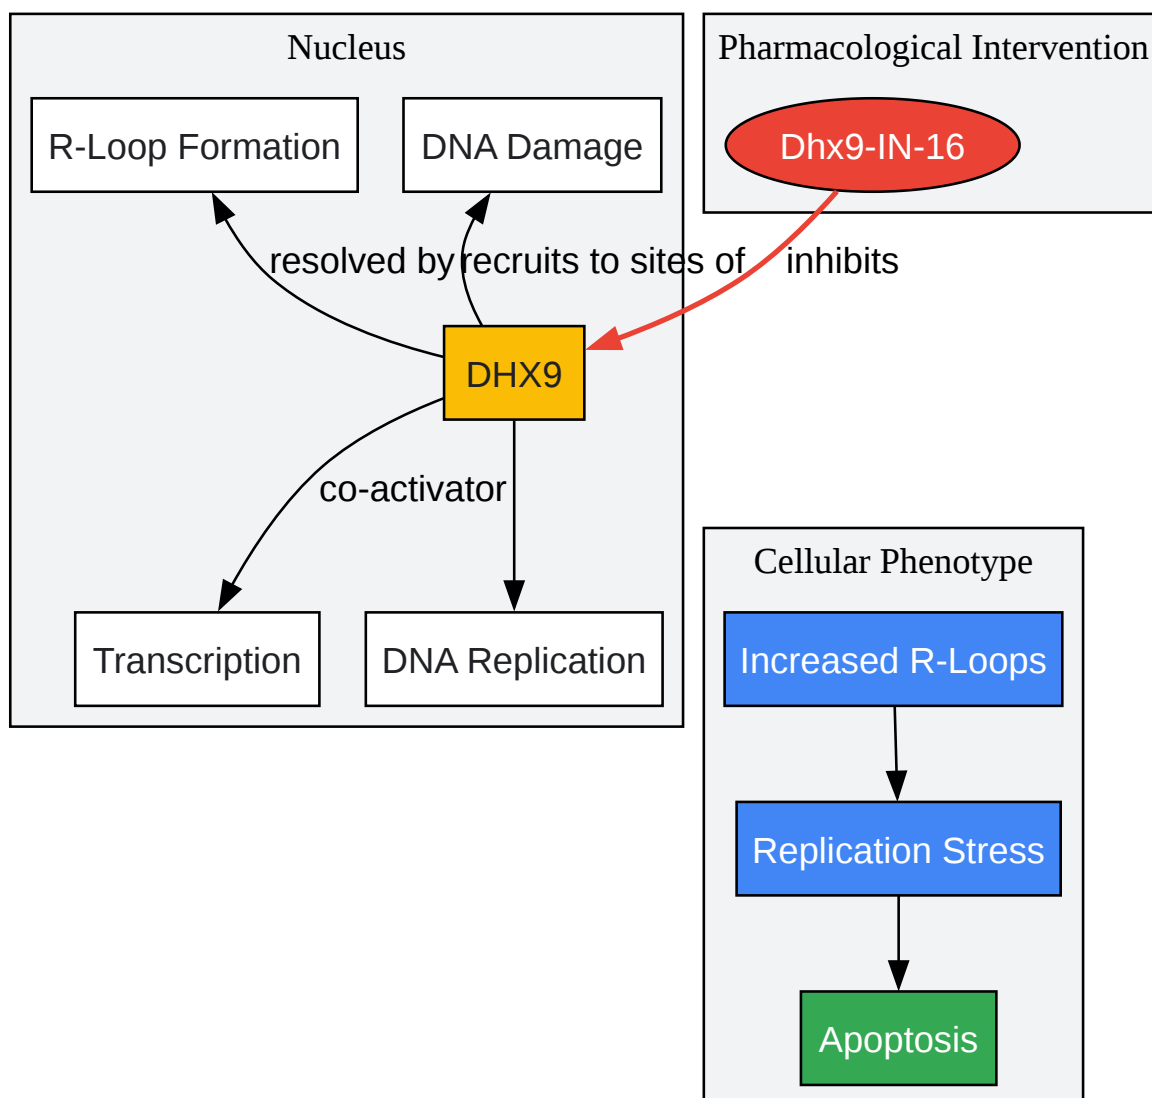 Nucleus
Pharmacological Intervention
R-Loop Formation
DNA Damage
Dhx9-IN-16
resolved by
recruits to sites of
inhibits
DHX9
co-activator
Transcription
DNA Replication
Cellular Phenotype
Increased R-Loops
Replication Stress
Apoptosis